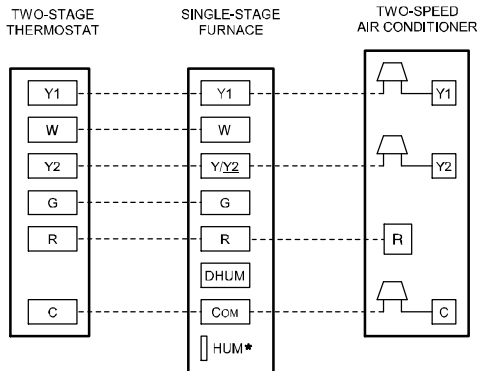 TWO-STAGE
THERMOSTAT
SINGLE-STAGE
FURNACE
TWO-SPEED
AIR CONDITIONER
Y1 Y1 Y1
W W
Y2 Y/Y2 Y2
G G
R R R
DHUM
C COM C
HUM*